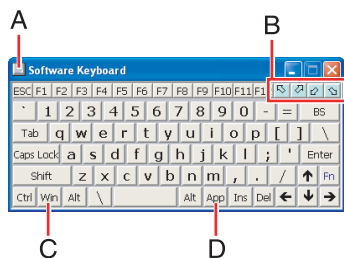 A B
Software Keyboard
ESC F1 F2 F3 F4 F5 F6 F7 F8 F9 F10 F11 F1
` 1 2 3 4 5 6 7 8 9 0 - = BS
Tab q w e r t y u i o p [ ] \
Caps Lock a s d f g h j k l ; ' Enter
Shift z x c v b n m , . / ↑ Fn
Ctrl Win Alt \ Alt App Ins Del ← ↓ →
C D